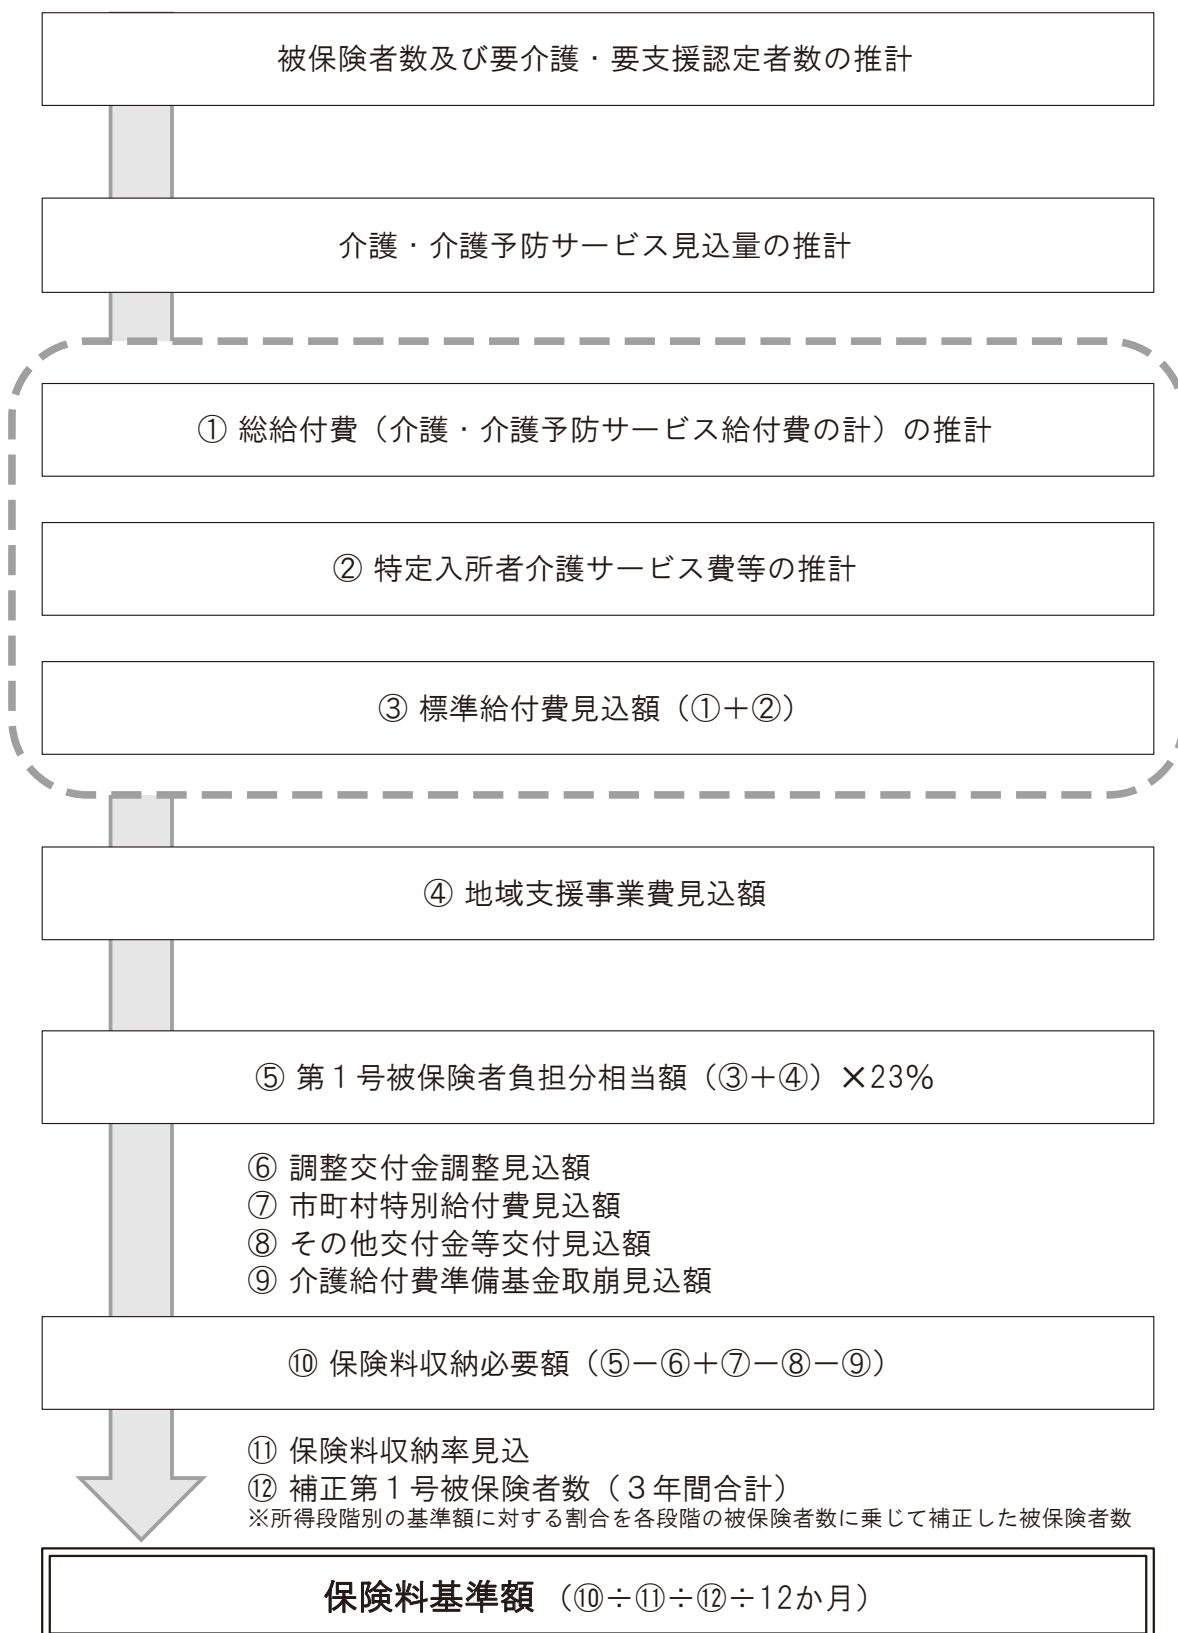 被保険者数及び要介護・要支援認定者数の推計
介護・介護予防サービス見込量の推計
① 総給付費（介護・介護予防サービス給付費の計）の推計
② 特定入所者介護サービス費等の推計
③ 標準給付費見込額（①＋②）
④ 地域支援事業費見込額
⑤ 第１号被保険者負担分相当額（③＋④）×23%
⑥ 調整交付金調整見込額
⑦ 市町村特別給付費見込額
⑧ その他交付金等交付見込額
⑨ 介護給付費準備基金取崩見込額
⑩ 保険料収納必要額（⑤－⑥＋⑦－⑧－⑨）
⑪ 保険料収納率見込
⑫ 補正第１号被保険者数（３年間合計）
※所得段階別の基準額に対する割合を各段階の被保険者数に乗じて補正した被保険者数
保険料基準額（⑩÷⑪÷⑫÷12か月）